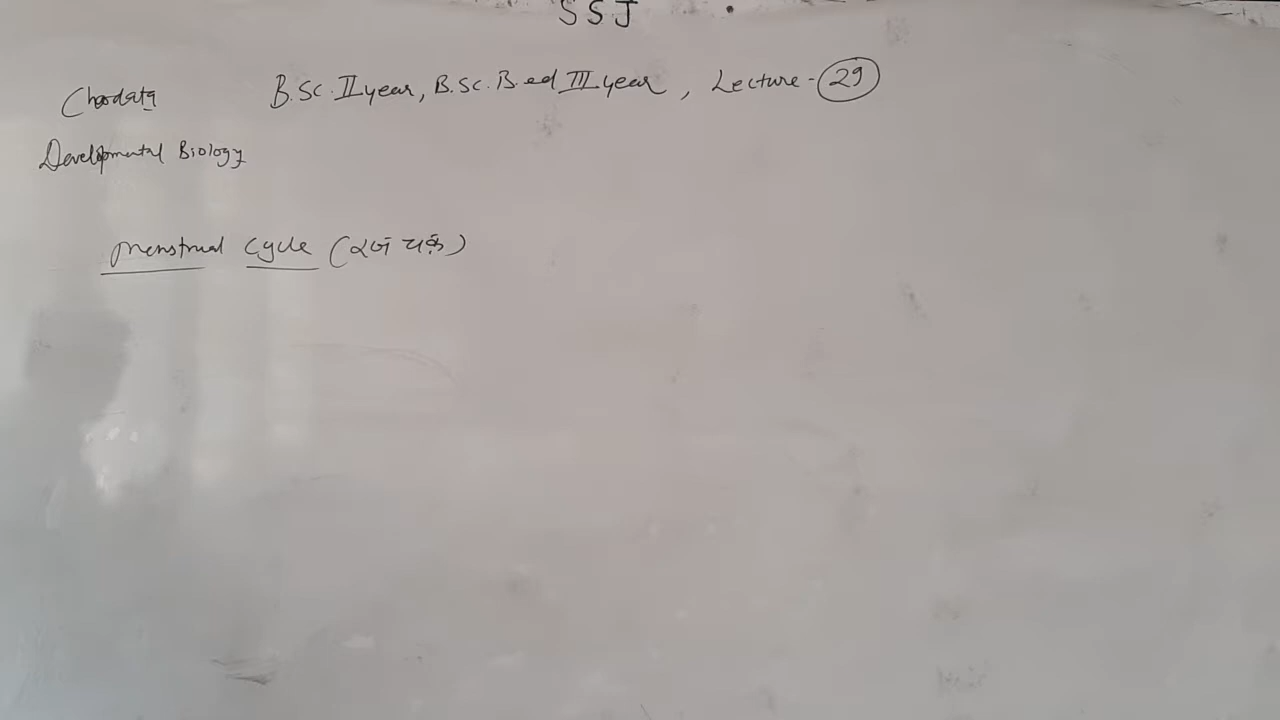 SSJ
Chordata B.Sc. II year, B.Sc. B.ed III year, Lecture - 29
Developmental Biology
Menstrual Cycle (रज चक्र)